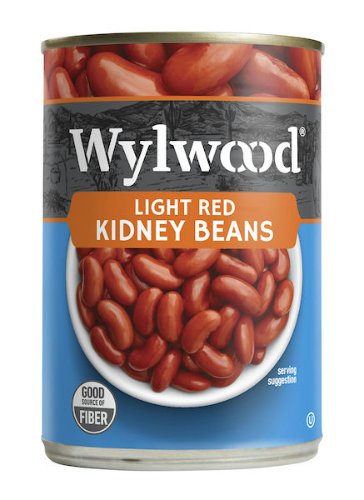 Wylwood®
LIGHT RED
KIDNEY BEANS
serving
suggestion
GOOD
SOURCE OF
FIBER
U